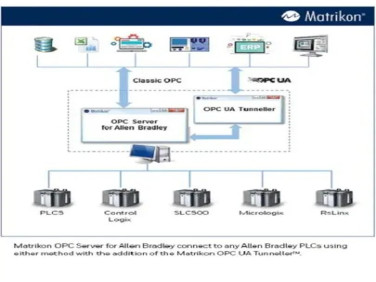 Matrikon
ERP
Classic OPC
OPC UA
OPC Server
for Allen Bradley
OPC UA Tunneller
PLC5
Control
Logix
SLC500
Micrologix
RsLinx
Matrikon OPC Server for Allen Bradley connect to any Allen Bradley PLCs using
either method with the addition of the Matrikon OPC UA Tunneller™.